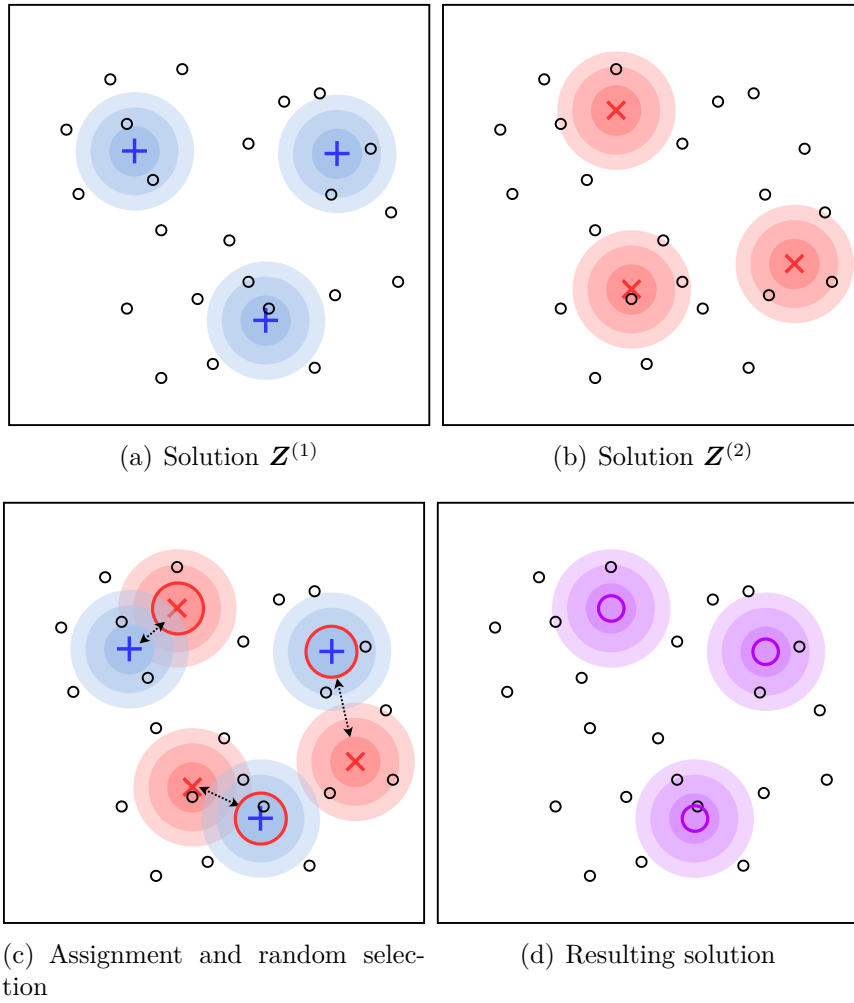 (a) Solution Z⁽¹⁾
(b) Solution Z⁽²⁾
(c) Assignment and random selec-
tion
(d) Resulting solution